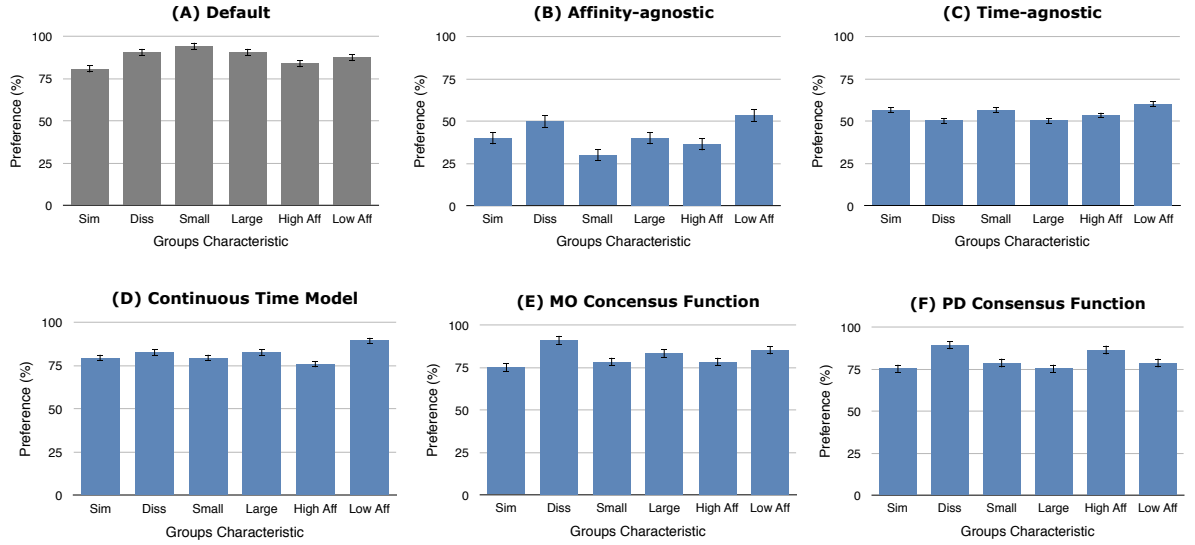 (A) Default
Preference (%)
100
75
50
25
0
Sim Diss Small Large High Aff Low Aff
Groups Characteristic
(B) Affinity-agnostic
Preference (%)
100
75
50
25
0
Sim Diss Small Large High Aff Low Aff
Groups Characteristic
(C) Time-agnostic
Preference (%)
100
75
50
25
0
Sim Diss Small Large High Aff Low Aff
Groups Characteristic
(D) Continuous Time Model
Preference (%)
100
75
50
25
0
Sim Diss Small Large High Aff Low Aff
Groups Characteristic
(E) MO Concensus Function
Preference (%)
100
75
50
25
0
Sim Diss Small Large High Aff Low Aff
Groups Characteristic
(F) PD Consensus Function
Preference (%)
100
75
50
25
0
Sim Diss Small Large High Aff Low Aff
Groups Characteristic